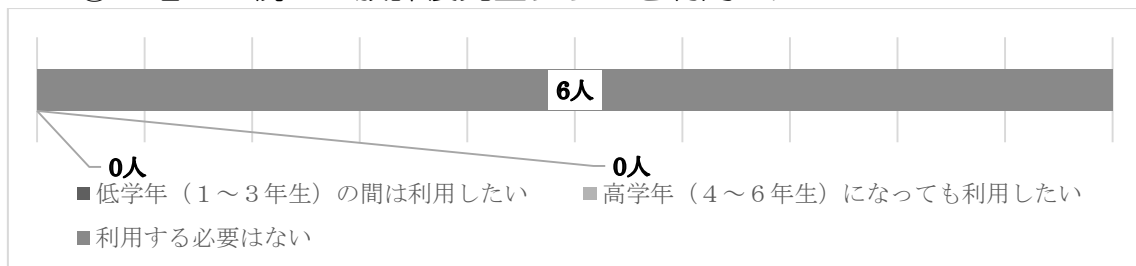 6人
0人
0人
■低学年（１～３年生）の間は利用したい ■高学年（４～６年生）になっても利用したい
■利用する必要はない